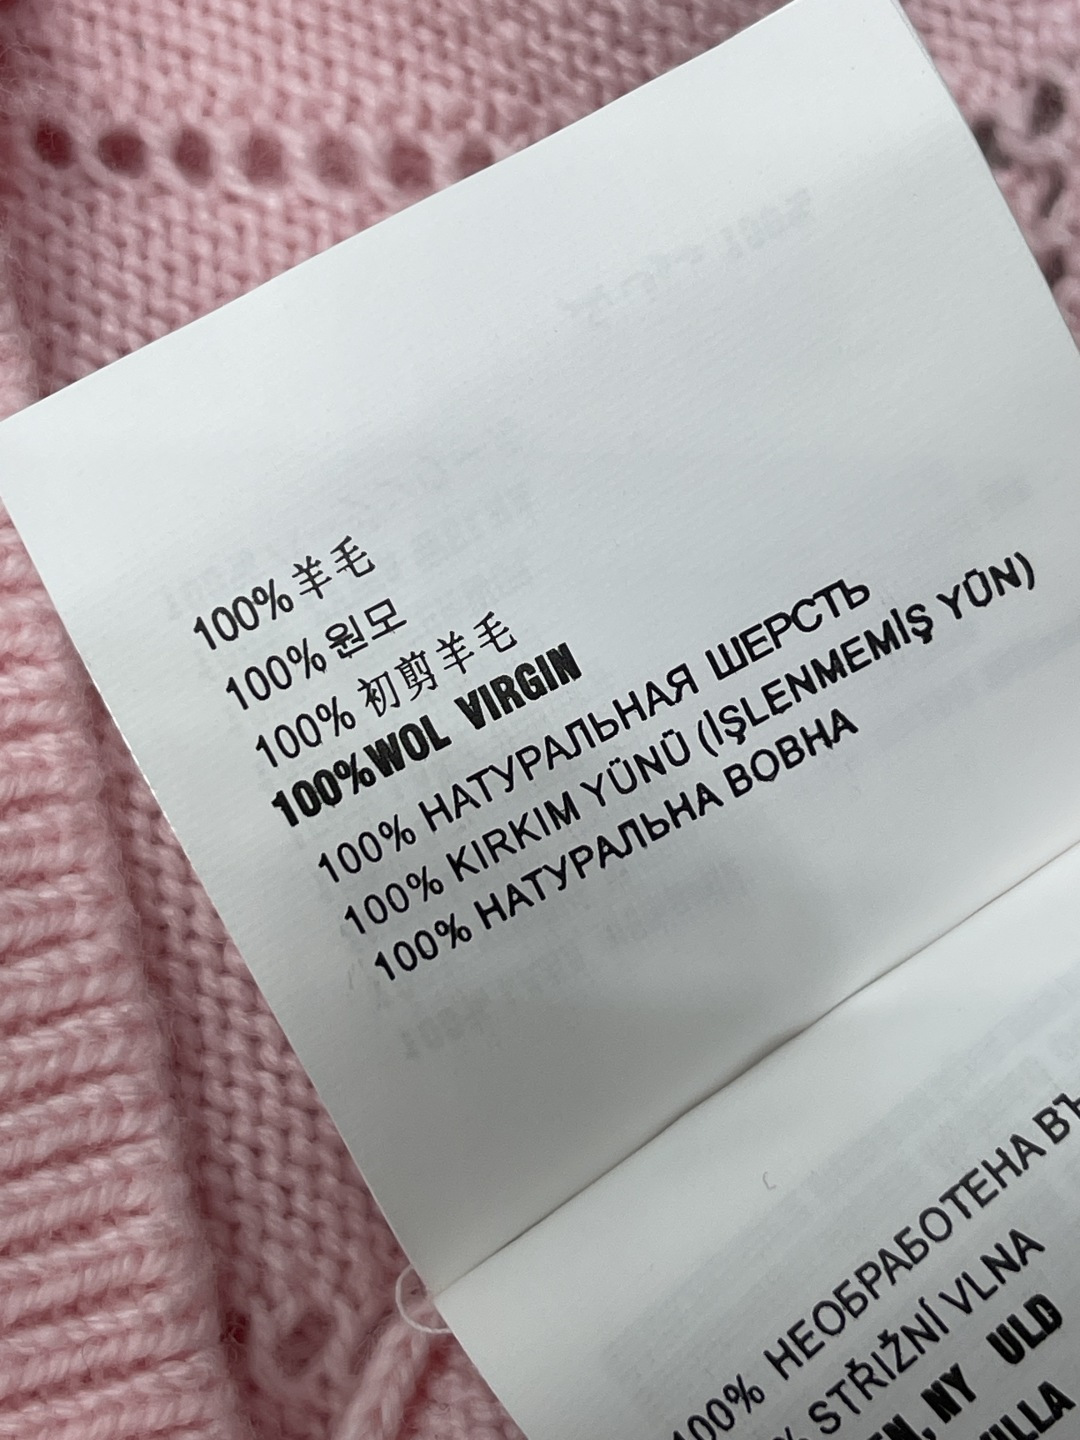 100%羊毛
100%원모
100% 初剪羊毛
100%WOL VIRGIN
100% НАТУРАЛЬНАЯ ШЕРСТЬ
100% KIRKIM YÜNÜ (İŞLENMEMİŞ YÜN)
100% НАТУРАЛЬНА ВОВНА
100% НЕОБРАБОТЕНА
% STŘIŽNÍ VLNA
NY ULD